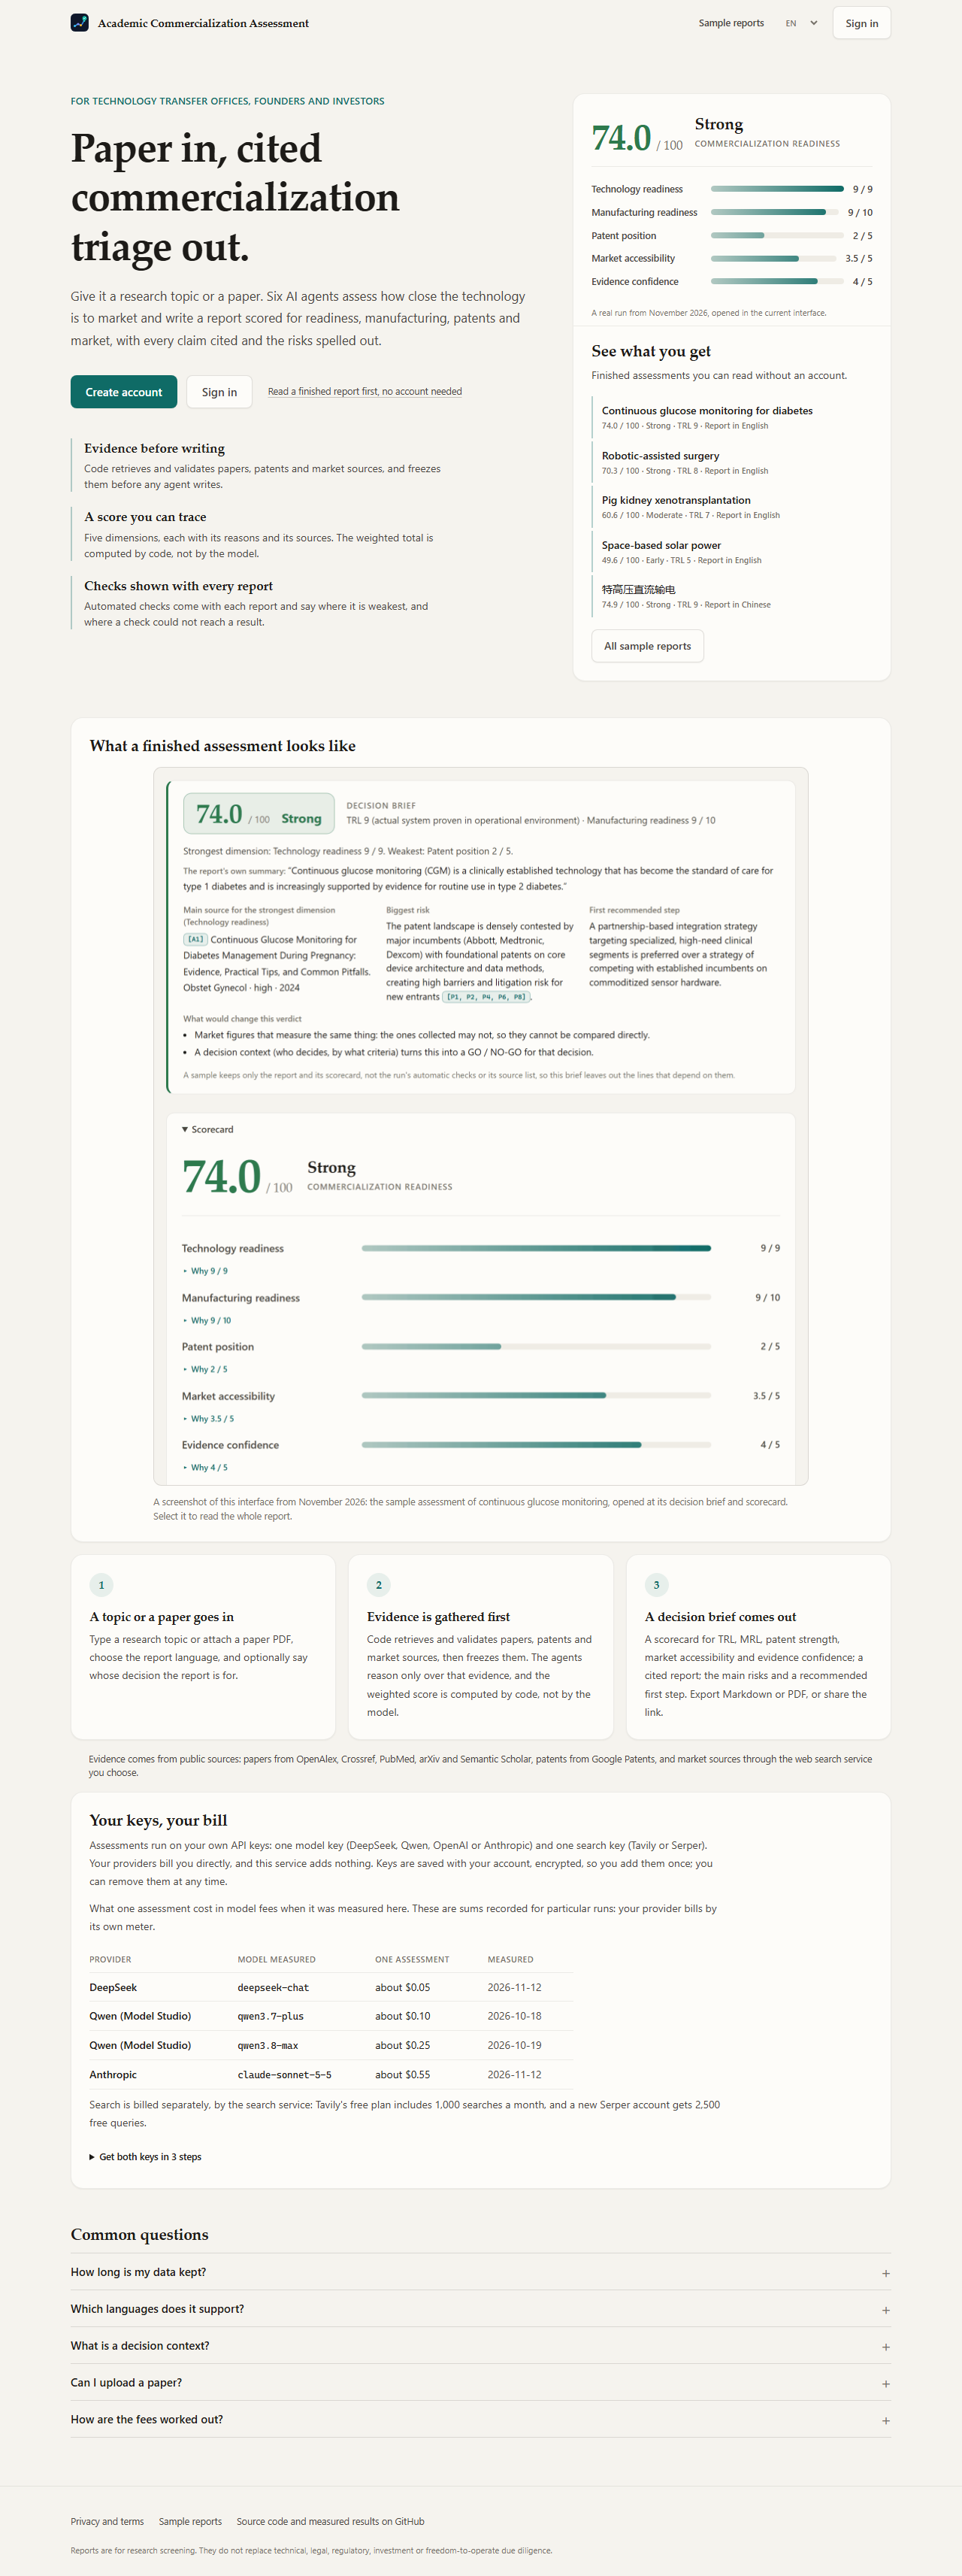 Academic Commercialization Assessment
Sample reports
EN
Sign in
FOR TECHNOLOGY TRANSFER OFFICES, FOUNDERS AND INVESTORS
Paper in, cited
commercialization
triage out.
Give it a research topic or a paper. Six AI agents assess how close the technology
is to market and write a report scored for readiness, manufacturing, patents and
market, with every claim cited and the risks spelled out.
Create account
Sign in
Read a finished report first, no account needed
Evidence before writing
Code retrieves and validates papers, patents and market sources, and freezes
them before any agent writes.
A score you can trace
Five dimensions, each with its reasons and its sources. The weighted total is
computed by code, not by the model.
Checks shown with every report
Automated checks come with each report and say where it is weakest, and
where a check could not reach a result.
74.0 / 100
Strong
COMMERCIALIZATION READINESS
Technology readiness 9 / 9
Manufacturing readiness 9 / 10
Patent position 2 / 5
Market accessibility 3.5 / 5
Evidence confidence 4 / 5
A real run from November 2026, opened in the current interface.
See what you get
Finished assessments you can read without an account.
Continuous glucose monitoring for diabetes
74.0 / 100 · Strong · TRL 9 · Report in English
Robotic-assisted surgery
70.3 / 100 · Strong · TRL 8 · Report in English
Pig kidney xenotransplantation
60.6 / 100 · Moderate · TRL 7 · Report in English
Space-based solar power
49.6 / 100 · Early · TRL 5 · Report in English
特高压直流输电
74.9 / 100 · Strong · TRL 9 · Report in Chinese
All sample reports
What a finished assessment looks like
74.0 / 100 Strong
DECISION BRIEF
TRL 9 (actual system proven in operational environment) · Manufacturing readiness 9 / 10
Strongest dimension: Technology readiness 9 / 9. Weakest: Patent position 2 / 5.
The report's own summary: "Continuous glucose monitoring (CGM) is a clinically established technology that has become the standard of care for
type 1 diabetes and is increasingly supported by evidence for routine use in type 2 diabetes."
Main source for the strongest dimension
(Technology readiness)
[A1] Continuous Glucose Monitoring for
Diabetes Management During Pregnancy:
Evidence, Practical Tips, and Common Pitfalls.
Obstet Gynecol · high · 2024
Biggest risk
The patent landscape is densely contested by
major incumbents (Abbott, Medtronic,
Dexcom) with foundational patents on core
device architecture and data methods,
creating high barriers and litigation risk for
new entrants [P1, P2, P4, P6, P8].
First recommended step
A partnership-based integration strategy
targeting specialized, high-need clinical
segments is preferred over a strategy of
competing with established incumbents on
commoditized sensor hardware.
What would change this verdict
• Market figures that measure the same thing: the ones collected may not, so they cannot be compared directly.
• A decision context (who decides, by what criteria) turns this into a GO / NO-GO for that decision.
A sample keeps only the report and its scorecard, not the run's automatic checks or its source list, so this brief leaves out the lines that depend on them.
▼ Scorecard
74.0 / 100
Strong
COMMERCIALIZATION READINESS
Technology readiness 9 / 9
‣ Why 9 / 9
Manufacturing readiness 9 / 10
‣ Why 9 / 10
Patent position 2 / 5
‣ Why 2 / 5
Market accessibility 3.5 / 5
‣ Why 3.5 / 5
Evidence confidence 4 / 5
‣ Why 4 / 5
A screenshot of this interface from November 2026: the sample assessment of continuous glucose monitoring, opened at its decision brief and scorecard.
Select it to read the whole report.
1
A topic or a paper goes in
Type a research topic or attach a paper PDF,
choose the report language, and optionally say
whose decision the report is for.
2
Evidence is gathered first
Code retrieves and validates papers, patents and
market sources, then freezes them. The agents
reason only over that evidence, and the
weighted score is computed by code, not by the
model.
3
A decision brief comes out
A scorecard for TRL, MRL, patent strength,
market accessibility and evidence confidence; a
cited report; the main risks and a recommended
first step. Export Markdown or PDF, or share the
link.
Evidence comes from public sources: papers from OpenAlex, Crossref, PubMed, arXiv and Semantic Scholar, patents from Google Patents, and market sources through the web search service
you choose.
Your keys, your bill
Assessments run on your own API keys: one model key (DeepSeek, Qwen, OpenAI or Anthropic) and one search key (Tavily or Serper).
Your providers bill you directly, and this service adds nothing. Keys are saved with your account, encrypted, so you add them once; you
can remove them at any time.
What one assessment cost in model fees when it was measured here. These are sums recorded for particular runs: your provider bills by
its own meter.
PROVIDER MODEL MEASURED ONE ASSESSMENT MEASURED
DeepSeek deepseek-chat about $0.05 2026-11-12
Qwen (Model Studio) qwen3.7-plus about $0.10 2026-10-18
Qwen (Model Studio) qwen3.8-max about $0.25 2026-10-19
Anthropic claude-sonnet-5-5 about $0.55 2026-11-12
Search is billed separately, by the search service: Tavily's free plan includes 1,000 searches a month, and a new Serper account gets 2,500
free queries.
▶ Get both keys in 3 steps
Common questions
How long is my data kept? +
Which languages does it support? +
What is a decision context? +
Can I upload a paper? +
How are the fees worked out? +
Privacy and terms
Sample reports
Source code and measured results on GitHub
Reports are for research screening. They do not replace technical, legal, regulatory, investment or freedom-to-operate due diligence.